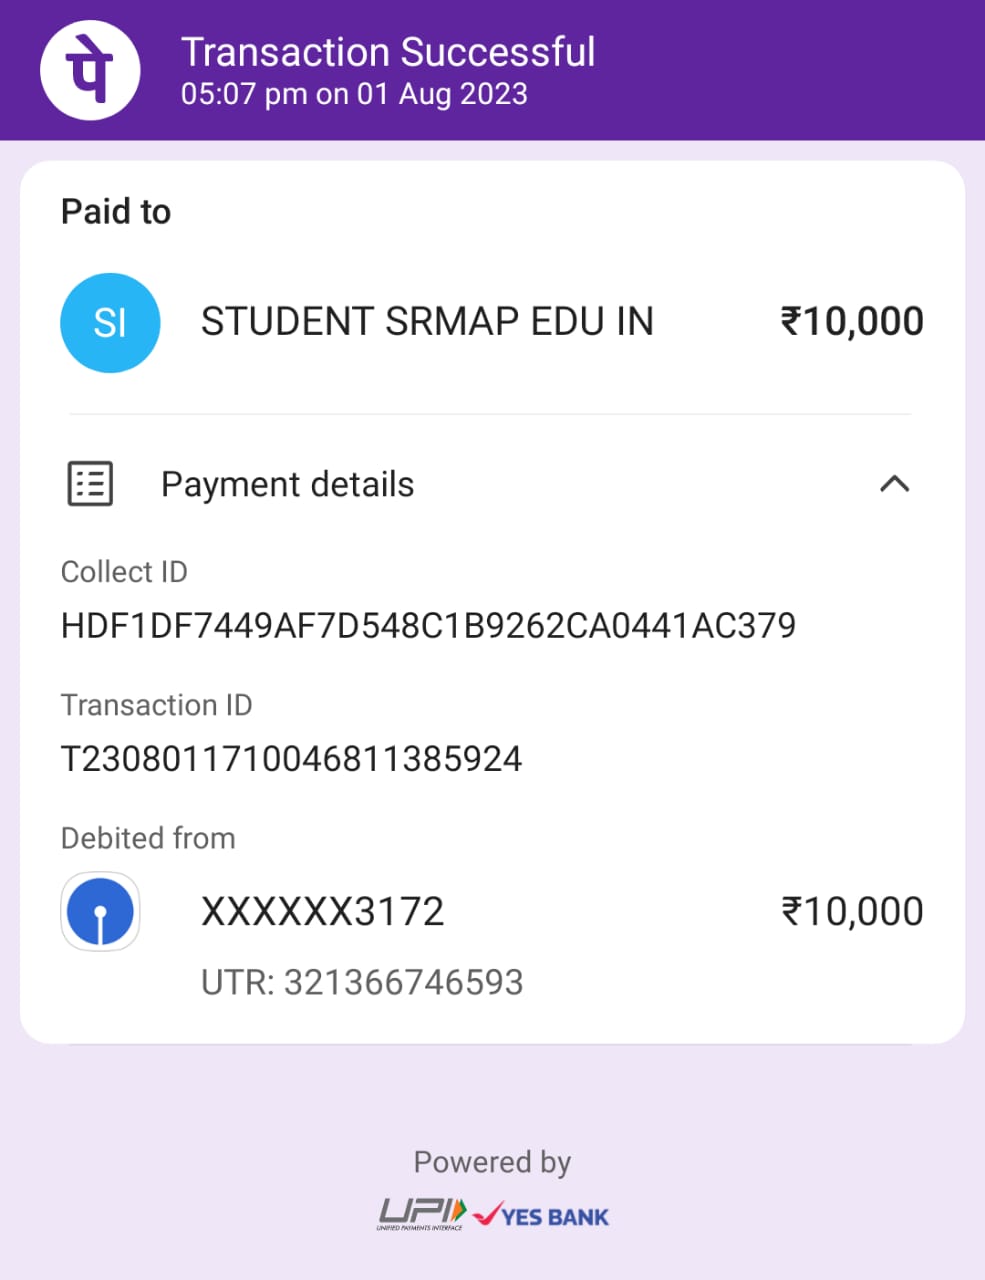 पे
Transaction Successful
05:07 pm on 01 Aug 2023
Paid to
SI
STUDENT SRMAP EDU IN
₹10,000
Payment details
Collect ID
HDF1DF7449AF7D548C1B9262CA0441AC379
Transaction ID
T2308011710046811385924
Debited from
XXXXXX3172
₹10,000
UTR: 321366746593
Powered by
UPI
UNIFIED PAYMENTS INTERFACE
YES BANK